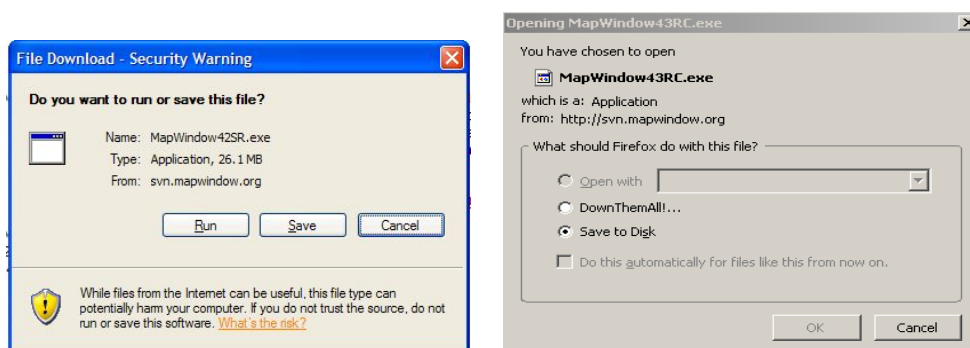 File Download - Security Warning
Do you want to run or save this file?
Name: MapWindow42SR.exe
Type: Application, 26.1 MB
From: svn.mapwindow.org
Run Save Cancel
While files from the Internet can be useful, this file type can
potentially harm your computer. If you do not trust the source, do not
run or save this software. What's the risk?
Opening MapWindow43RC.exe
You have chosen to open
MapWindow43RC.exe
which is a: Application
from: http://svn.mapwindow.org
What should Firefox do with this file?
Open with
DownThemAll!...
Save to Disk
Do this automatically for files like this from now on.
OK Cancel